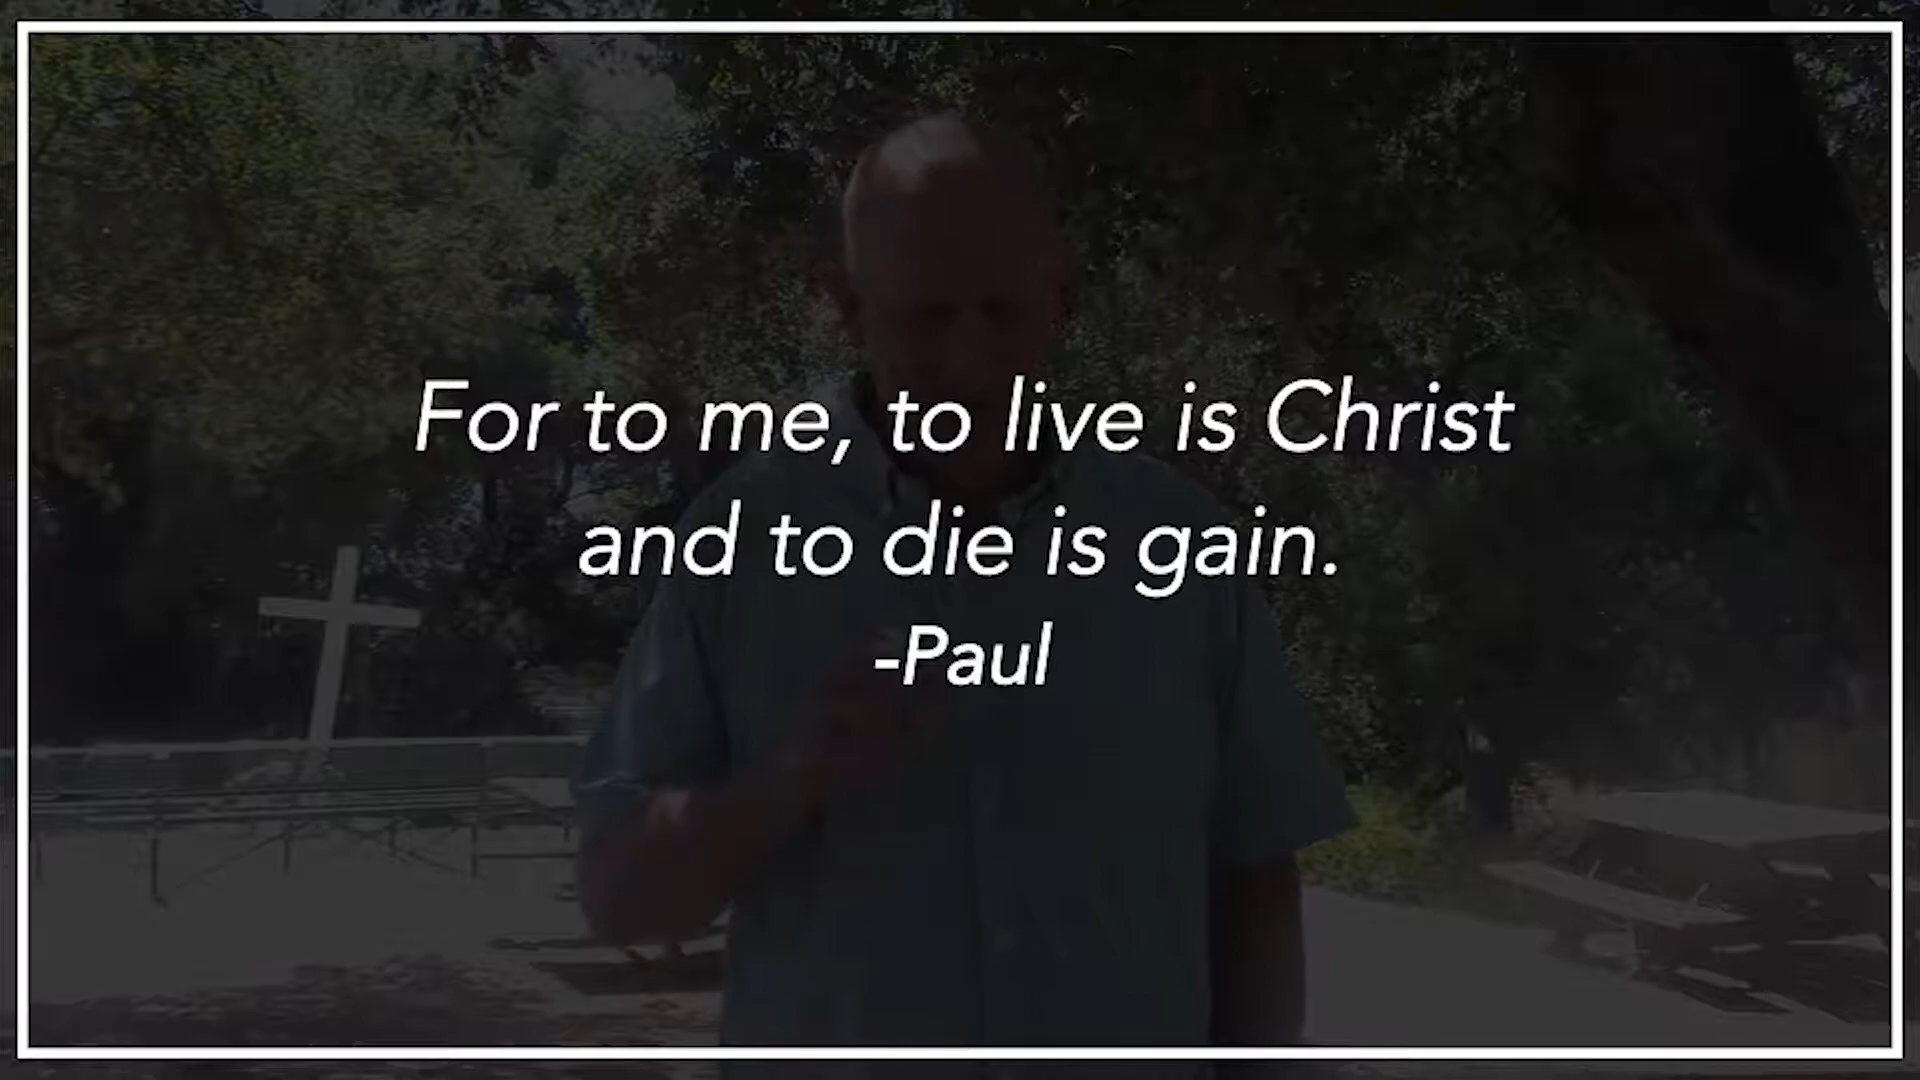 For to me, to live is Christ
and to die is gain.
-Paul